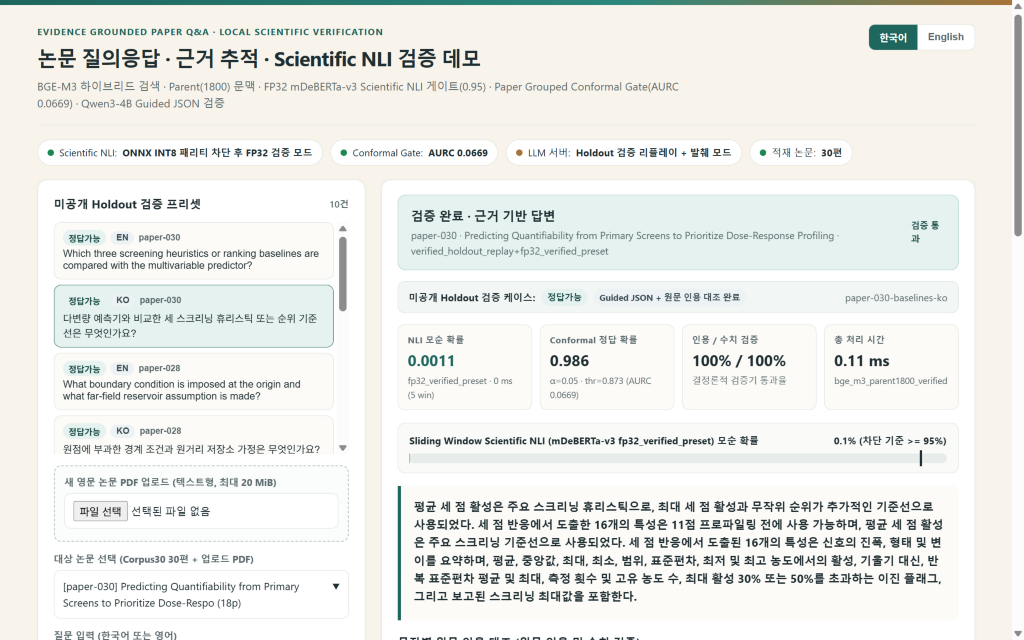 EVIDENCE GROUNDED PAPER Q&A · LOCAL SCIENTIFIC VERIFICATION
논문 질의응답 · 근거 추적 · Scientific NLI 검증 데모
BGE-M3 하이브리드 검색 · Parent(1800) 문맥 · FP32 mDeBERTa-v3 Scientific NLI 게이트(0.95) · Paper Grouped Conformal Gate(AURC
0.0669) · Qwen3-4B Guided JSON 검증
한국어
English
Scientific NLI: ONNX INT8 패리티 차단 후 FP32 검증 모드
Conformal Gate: AURC 0.0669
LLM 서버: Holdout 검증 리플레이 + 발췌 모드
적재 논문: 30편
미공개 Holdout 검증 프리셋
10건
정답가능 EN paper-030
Which three screening heuristics or ranking baselines are
compared with the multivariable predictor?
정답가능 KO paper-030
다변량 예측기와 비교한 세 스크리닝 휴리스틱 또는 순위 기준
선은 무엇인가요?
정답가능 EN paper-028
What boundary condition is imposed at the origin and
what far-field reservoir assumption is made?
정답가능 KO paper-028
원점에 부과한 경계 조건과 원거리 저장소 가정은 무엇인가요?
새 영문 논문 PDF 업로드 (텍스트형, 최대 20 MiB)
파일 선택 선택된 파일 없음
대상 논문 선택 (Corpus30 30편 + 업로드 PDF)
[paper-030] Predicting Quantifiability from Primary
Screens to Prioritize Dose-Respo (18p)
질문 입력 (한국어 또는 영어)
검증 완료 · 근거 기반 답변
paper-030 · Predicting Quantifiability from Primary Screens to Prioritize Dose-Response Profiling ·
verified_holdout_replay+fp32_verified_preset
검증 통
과
미공개 Holdout 검증 케이스: 정답가능 Guided JSON + 원문 인용 대조 완료
paper-030-baselines-ko
NLI 모순 확률
0.0011
fp32_verified_preset · 0 ms
(5 win)
Conformal 정답 확률
0.986
α=0.05 · thr=0.873 (AURC
0.0669)
인용 / 수치 검증
100% / 100%
결정론적 검증기 통과율
총 처리 시간
0.11 ms
bge_m3_parent1800_verified
Sliding Window Scientific NLI (mDeBERTa-v3 fp32_verified_preset) 모순 확률
0.1% (차단 기준 >= 95%)
평균 세 점 활성은 주요 스크리닝 휴리스틱으로, 최대 세 점 활성과 무작위 순위가 추가적인 기준선으로
사용되었다. 세 점 반응에서 도출한 16개의 특성은 11점 프로파일링 전에 사용 가능하며, 평균 세 점 활성
은 주요 스크리닝 기준선으로 사용되었다. 세 점 반응에서 도출된 16개의 특성은 신호의 진폭, 형태 및 변
이를 요약하며, 평균, 중앙값, 최대, 최소, 범위, 표준편차, 최저 및 최고 농도에서의 활성, 기울기 대신, 반
복 표준편차 평균 및 최대, 측정 횟수 및 고유 농도 수, 최대 활성 30% 또는 50%를 초과하는 이진 플래그,
그리고 보고된 스크리닝 최대값을 포함한다.